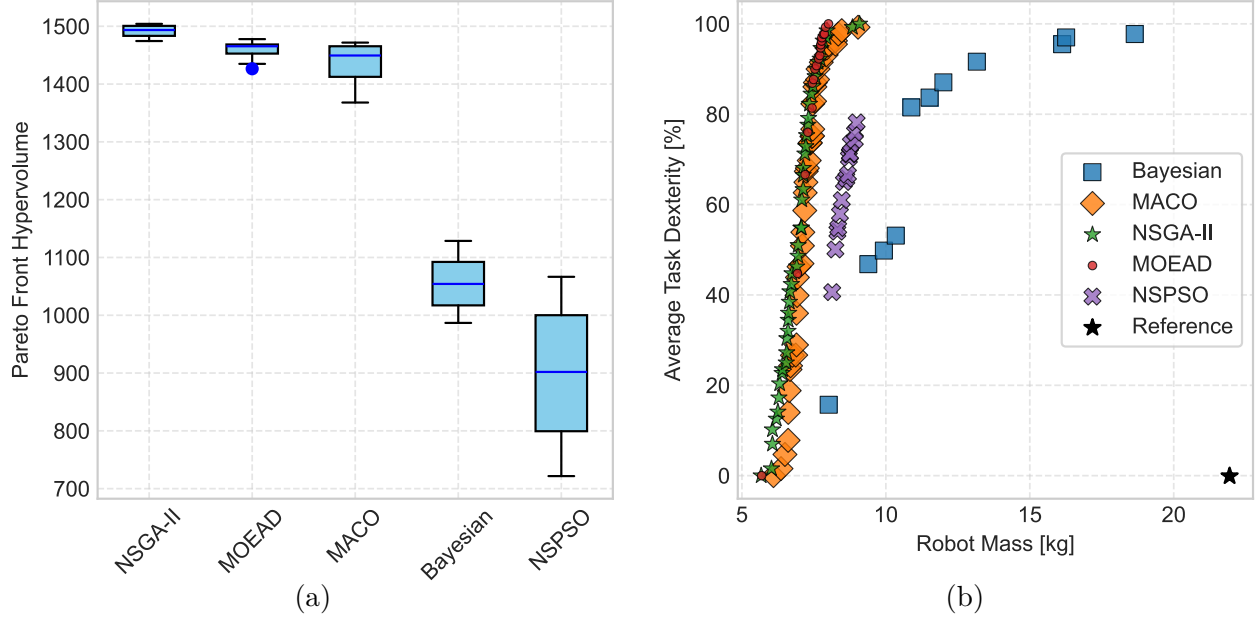 Pareto Front Hypervolume
1500
1400
1300
1200
1100
1000
900
800
700
NSGA-II
MOEAD
MACO
Bayesian
NSPSO
(a)
Average Task Dexterity [%]
100
80
60
40
20
0
Bayesian
MACO
NSGA-II
MOEAD
NSPSO
Reference
5
10
15
20
Robot Mass [kg]
(b)